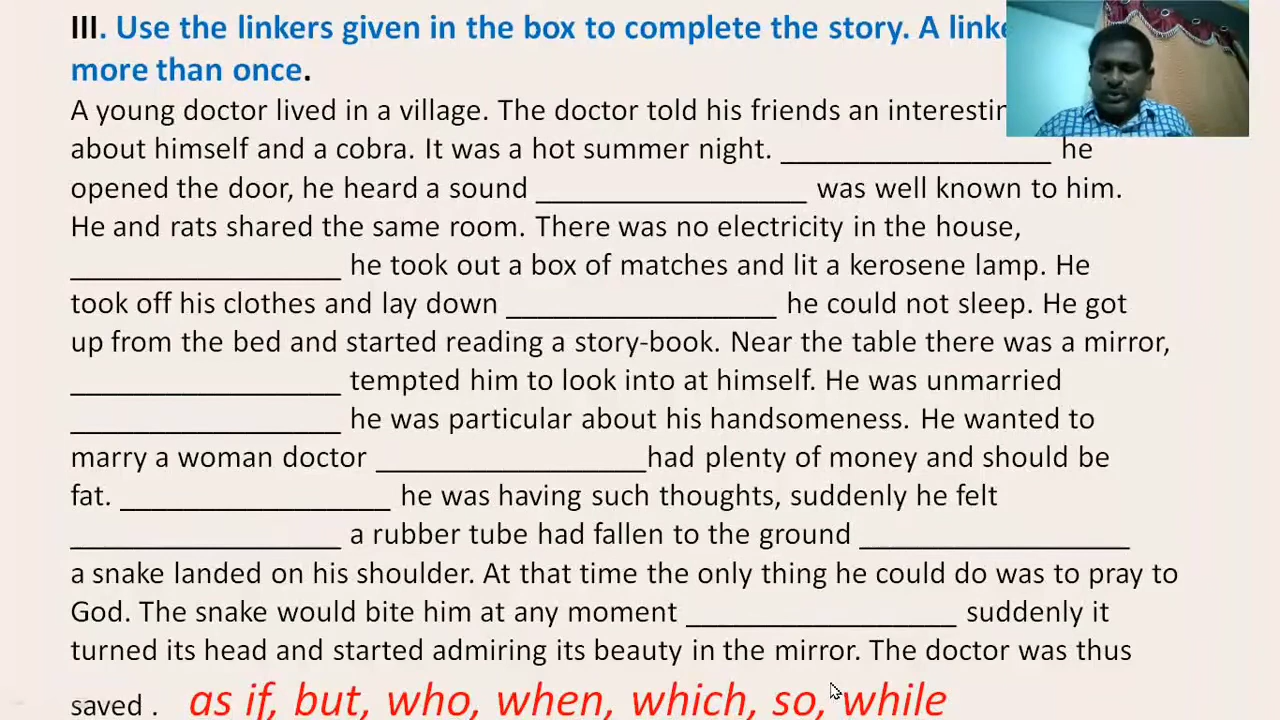 III. Use the linkers given in the box to complete the story. A
more than once.
A young doctor lived in a village. The doctor told his friends an
about himself and a cobra. It was a hot summer night. __________________ he
opened the door, he heard a sound __________________ was well known to him.
He and rats shared the same room. There was no electricity in the house,
__________________ he took out a box of matches and lit a kerosene lamp. He
took off his clothes and lay down __________________ he could not sleep. He got
up from the bed and started reading a story-book. Near the table there was a mirror,
__________________ tempted him to look into at himself. He was unmarried
__________________ he was particular about his handsomeness. He wanted to
marry a woman doctor __________________had plenty of money and should be
fat. __________________ he was having such thoughts, suddenly he felt
__________________ a rubber tube had fallen to the ground __________________
a snake landed on his shoulder. At that time the only thing he could do was to pray to
God. The snake would bite him at any moment __________________ suddenly it
turned its head and started admiring its beauty in the mirror. The doctor was thus
saved . as if, but, who, when, which, so, while